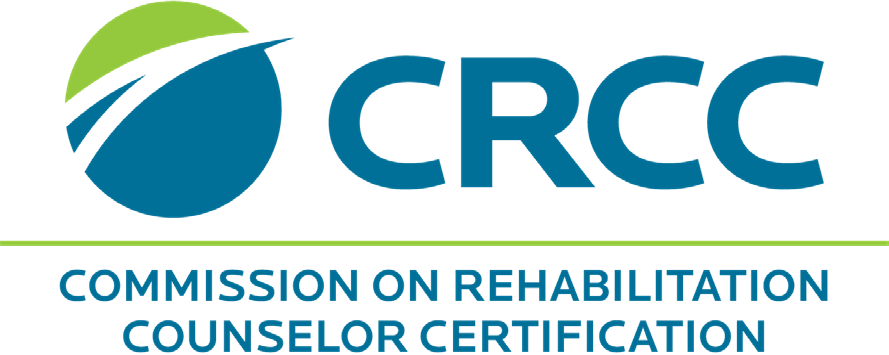 CRCC
COMMISSION ON REHABILITATION
COUNSELOR CERTIFICATION